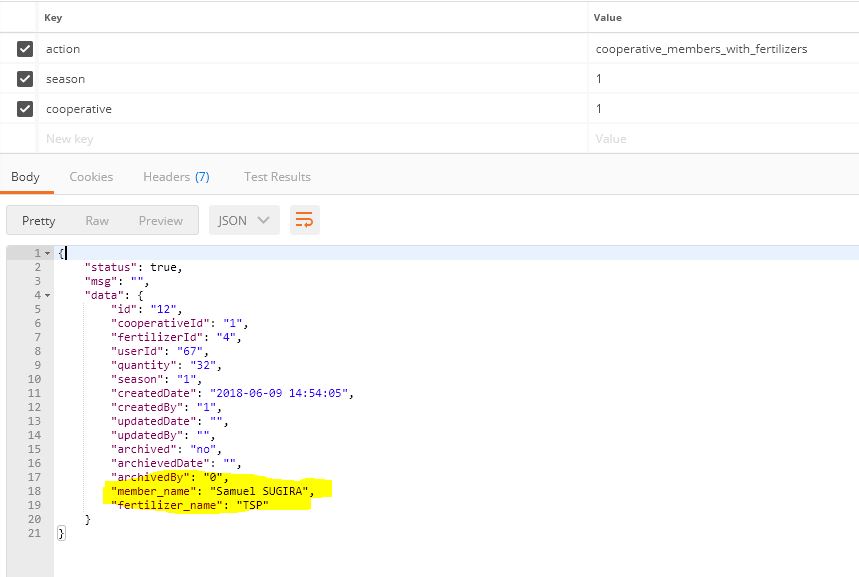 Key Value
action cooperative_members_with_fertilizers
season 1
cooperative 1
New key Value
Body Cookies Headers (7) Test Results
Pretty Raw Preview JSON
1 {
2 "status": true,
3 "msg": "",
4 "data": {
5 "id": "12",
6 "cooperativeId": "1",
7 "fertilizerId": "4",
8 "userId": "67",
9 "quantity": "32",
10 "season": "1",
11 "createdDate": "2018-06-09 14:54:05",
12 "createdBy": "1",
13 "updatedDate": "",
14 "updatedBy": "",
15 "archived": "no",
16 "archievedDate": "",
17 "archivedBy": "0",
18 "member_name": "Samuel SUGIRA",
19 "fertilizer_name": "TSP"
20 }
21 }